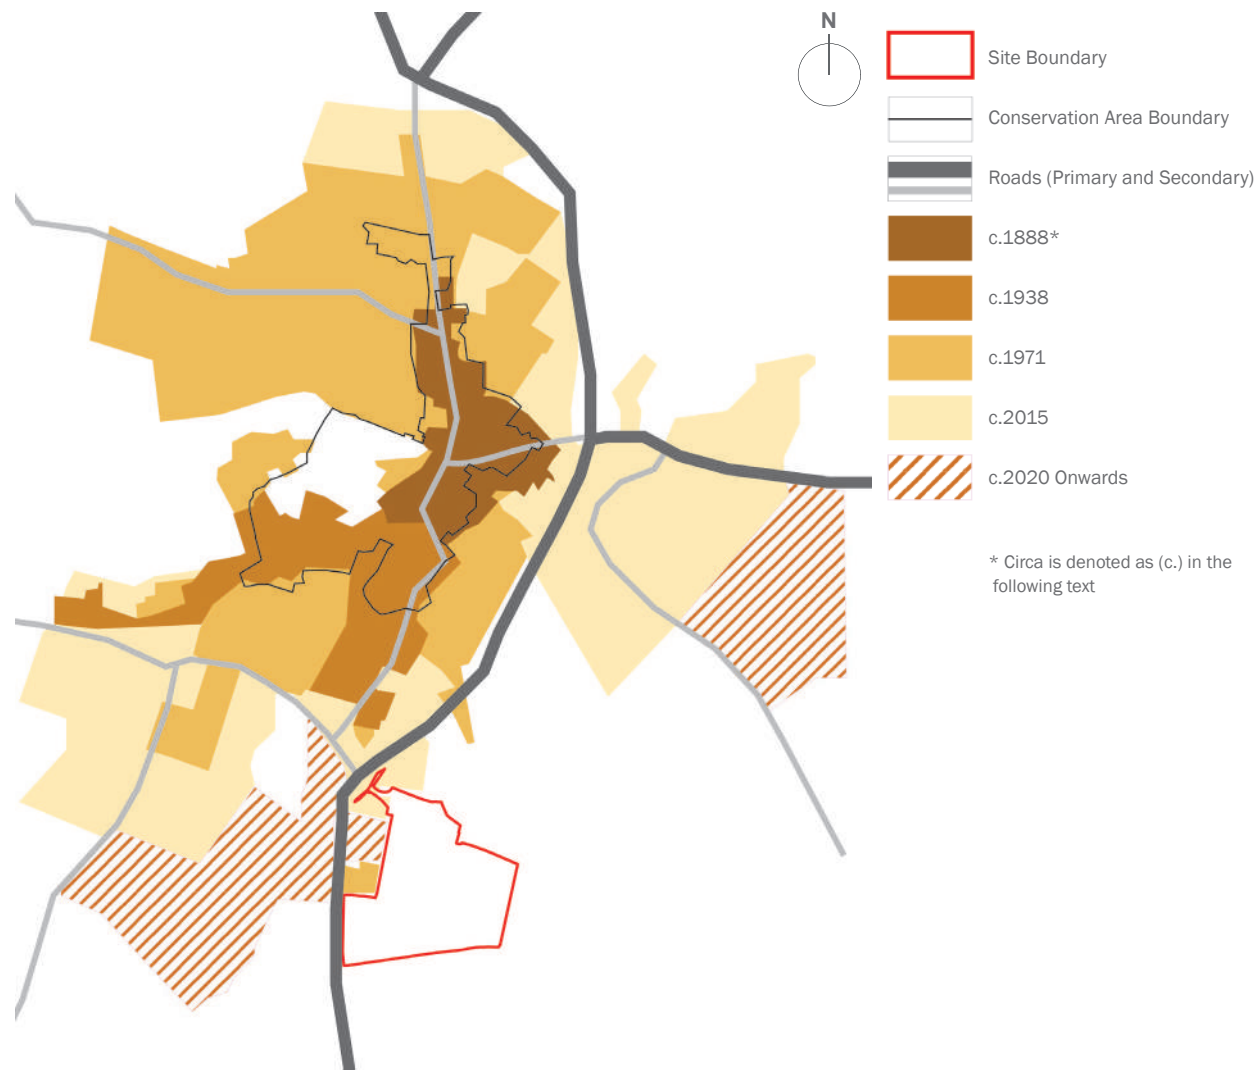 N
Site Boundary
Conservation Area Boundary
Roads (Primary and Secondary)
c.1888*
c.1938
c.1971
c.2015
c.2020 Onwards
* Circa is denoted as (c.) in the
following text